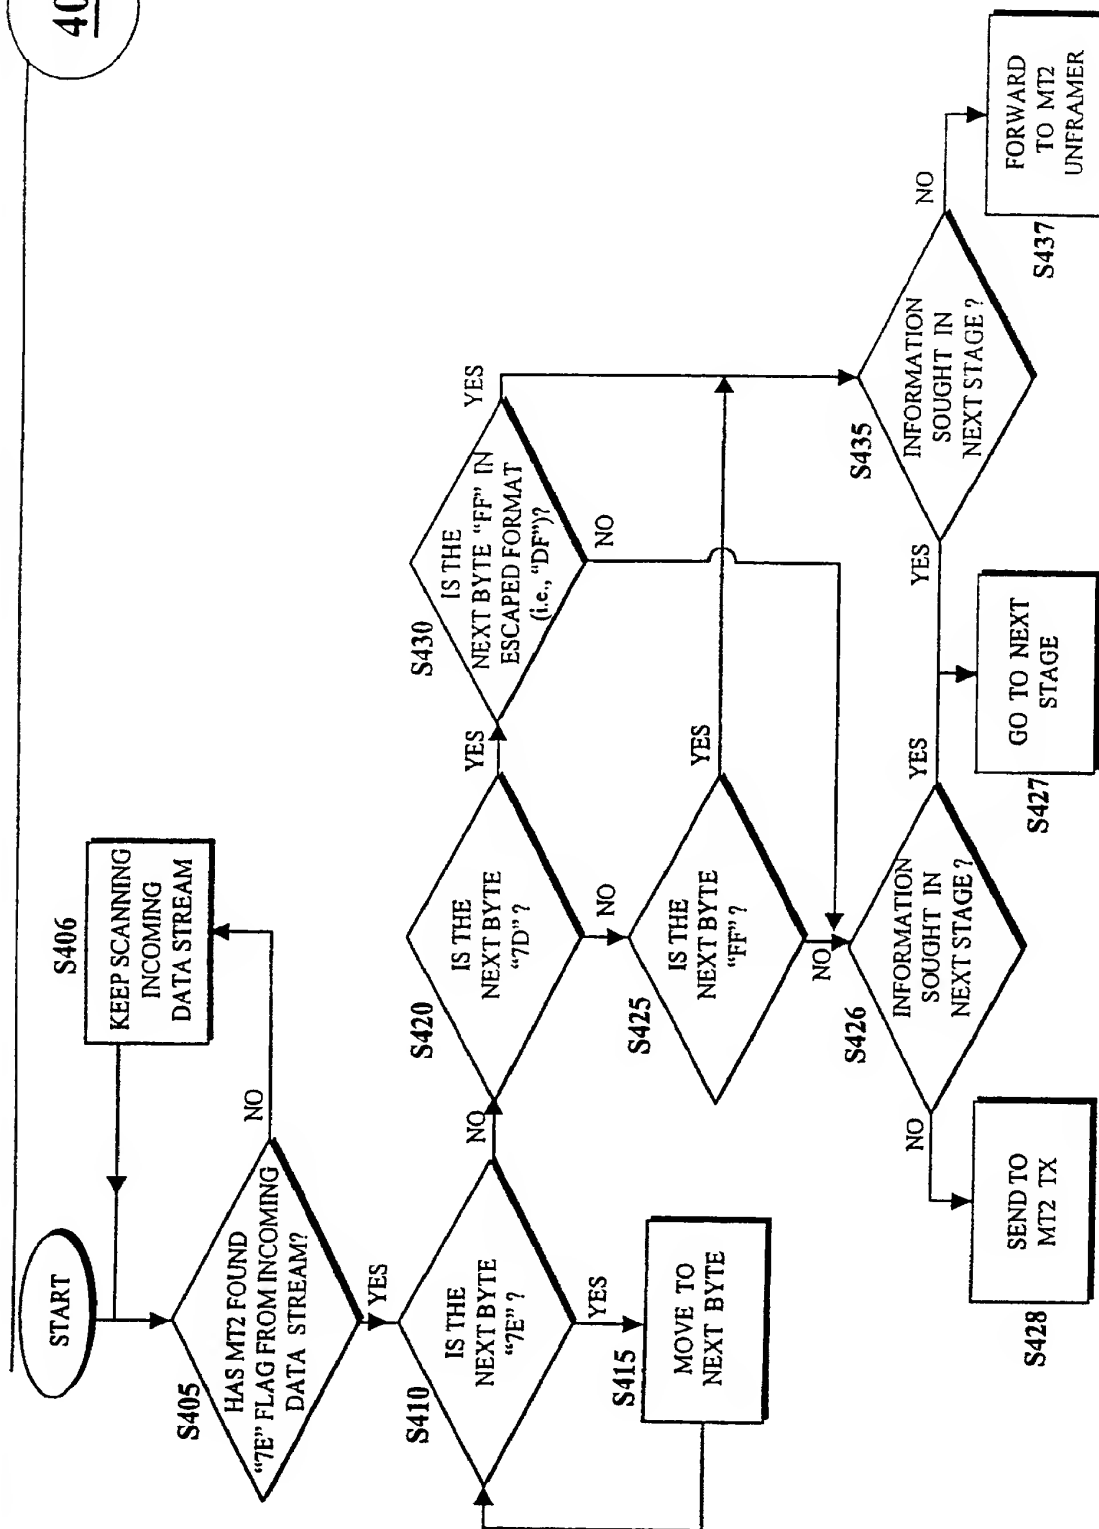 40
START
S405
HAS MT2 FOUND
"7E" FLAG FROM INCOMING
DATA STREAM?
NO
YES
S406
KEEP SCANNING
INCOMING
DATA STREAM
S410
IS THE
NEXT BYTE
"7E" ?
NO
YES
S415
MOVE TO
NEXT BYTE
S420
IS THE
NEXT BYTE
"7D" ?
YES
NO
S425
IS THE
NEXT BYTE
"FF" ?
YES
NO
S430
IS THE
NEXT BYTE "FF" IN
ESCAPED FORMAT
(i.e., "DF")?
YES
NO
S426
INFORMATION
SOUGHT IN
NEXT STAGE ?
NO
YES
S428
SEND TO
MT2 TX
S427
GO TO NEXT
STAGE
S435
INFORMATION
SOUGHT IN
NEXT STAGE ?
YES
NO
S437
FORWARD
TO MT2
UNFRAMER